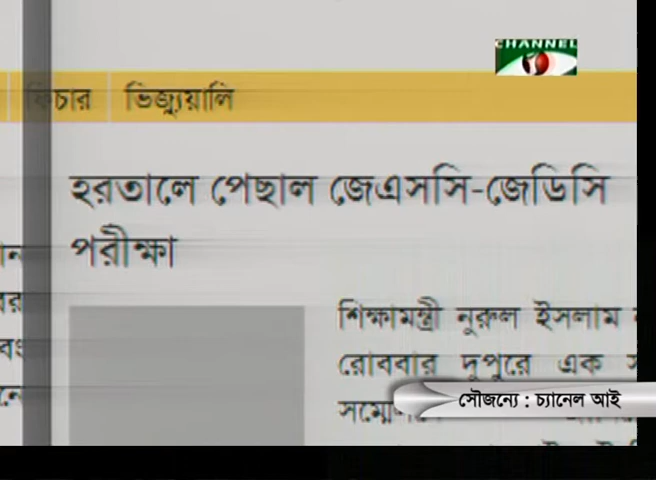 CHANNEL
ফিচার ভিজ্যুয়ালি
হরতালে পেছাল জেএসসি-জেডিসি
পরীক্ষা
শিক্ষামন্ত্রী নুরুল ইসলাম
রোববার দুপুরে এক
সৌজন্যে : চ্যানেল আই